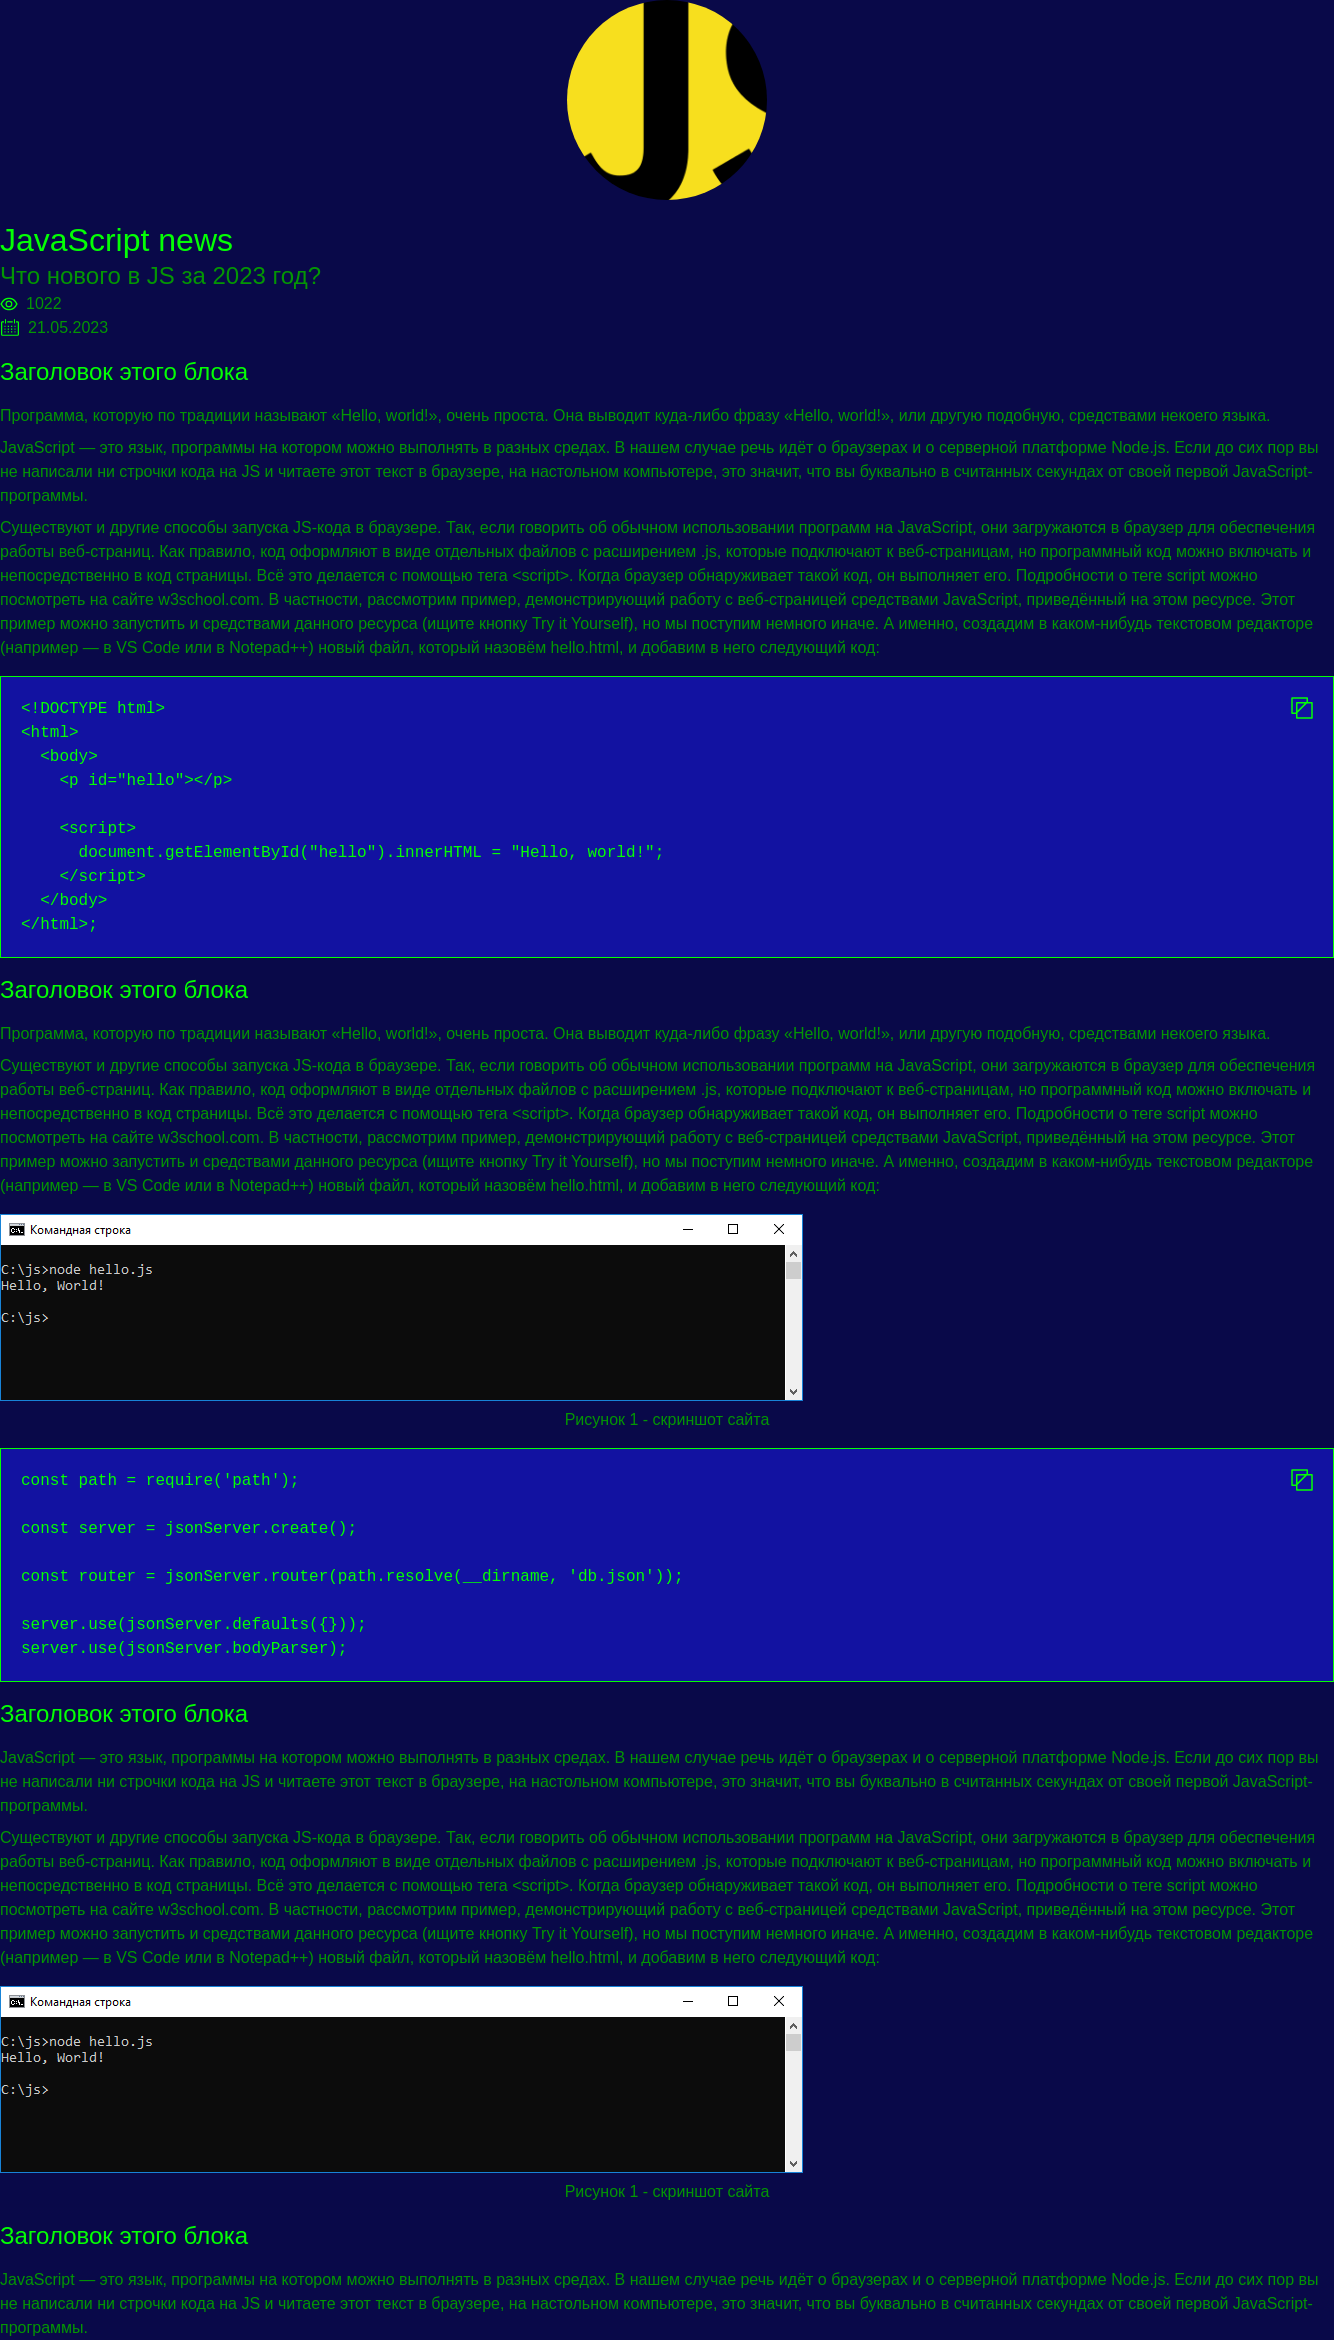 JS
JavaScript news
Что нового в JS за 2023 год?
1022
21.05.2023
Заголовок этого блока
Программа, которую по традиции называют «Hello, world!», очень проста. Она выводит куда-либо фразу «Hello, world!», или другую подобную, средствами некоего языка.
JavaScript — это язык, программы на котором можно выполнять в разных средах. В нашем случае речь идёт о браузерах и о серверной платформе Node.js. Если до сих пор вы
не написали ни строчки кода на JS и читаете этот текст в браузере, на настольном компьютере, это значит, что вы буквально в считанных секундах от своей первой JavaScript-
программы.
Существуют и другие способы запуска JS-кода в браузере. Так, если говорить об обычном использовании программ на JavaScript, они загружаются в браузер для обеспечения
работы веб-страниц. Как правило, код оформляют в виде отдельных файлов с расширением .js, которые подключают к веб-страницам, но программный код можно включать и
непосредственно в код страницы. Всё это делается с помощью тега <script>. Когда браузер обнаруживает такой код, он выполняет его. Подробности о теге script можно
посмотреть на сайте w3school.com. В частности, рассмотрим пример, демонстрирующий работу с веб-страницей средствами JavaScript, приведённый на этом ресурсе. Этот
пример можно запустить и средствами данного ресурса (ищите кнопку Try it Yourself), но мы поступим немного иначе. А именно, создадим в каком-нибудь текстовом редакторе
(например — в VS Code или в Notepad++) новый файл, который назовём hello.html, и добавим в него следующий код:
<!DOCTYPE html>
<html>
  <body>
    <p id="hello"></p>

    <script>
      document.getElementById("hello").innerHTML = "Hello, world!";
    </script>
  </body>
</html>;
Заголовок этого блока
Программа, которую по традиции называют «Hello, world!», очень проста. Она выводит куда-либо фразу «Hello, world!», или другую подобную, средствами некоего языка.
Существуют и другие способы запуска JS-кода в браузере. Так, если говорить об обычном использовании программ на JavaScript, они загружаются в браузер для обеспечения
работы веб-страниц. Как правило, код оформляют в виде отдельных файлов с расширением .js, которые подключают к веб-страницам, но программный код можно включать и
непосредственно в код страницы. Всё это делается с помощью тега <script>. Когда браузер обнаруживает такой код, он выполняет его. Подробности о теге script можно
посмотреть на сайте w3school.com. В частности, рассмотрим пример, демонстрирующий работу с веб-страницей средствами JavaScript, приведённый на этом ресурсе. Этот
пример можно запустить и средствами данного ресурса (ищите кнопку Try it Yourself), но мы поступим немного иначе. А именно, создадим в каком-нибудь текстовом редакторе
(например — в VS Code или в Notepad++) новый файл, который назовём hello.html, и добавим в него следующий код:
Командная строка
C:\js>node hello.js
Hello, World!
C:\js>
Рисунок 1 - скриншот сайта
const path = require('path');

const server = jsonServer.create();

const router = jsonServer.router(path.resolve(__dirname, 'db.json'));

server.use(jsonServer.defaults({}));
server.use(jsonServer.bodyParser);
Заголовок этого блока
JavaScript — это язык, программы на котором можно выполнять в разных средах. В нашем случае речь идёт о браузерах и о серверной платформе Node.js. Если до сих пор вы
не написали ни строчки кода на JS и читаете этот текст в браузере, на настольном компьютере, это значит, что вы буквально в считанных секундах от своей первой JavaScript-
программы.
Существуют и другие способы запуска JS-кода в браузере. Так, если говорить об обычном использовании программ на JavaScript, они загружаются в браузер для обеспечения
работы веб-страниц. Как правило, код оформляют в виде отдельных файлов с расширением .js, которые подключают к веб-страницам, но программный код можно включать и
непосредственно в код страницы. Всё это делается с помощью тега <script>. Когда браузер обнаруживает такой код, он выполняет его. Подробности о теге script можно
посмотреть на сайте w3school.com. В частности, рассмотрим пример, демонстрирующий работу с веб-страницей средствами JavaScript, приведённый на этом ресурсе. Этот
пример можно запустить и средствами данного ресурса (ищите кнопку Try it Yourself), но мы поступим немного иначе. А именно, создадим в каком-нибудь текстовом редакторе
(например — в VS Code или в Notepad++) новый файл, который назовём hello.html, и добавим в него следующий код:
Командная строка
C:\js>node hello.js
Hello, World!
C:\js>
Рисунок 1 - скриншот сайта
Заголовок этого блока
JavaScript — это язык, программы на котором можно выполнять в разных средах. В нашем случае речь идёт о браузерах и о серверной платформе Node.js. Если до сих пор вы
не написали ни строчки кода на JS и читаете этот текст в браузере, на настольном компьютере, это значит, что вы буквально в считанных секундах от своей первой JavaScript-
программы.